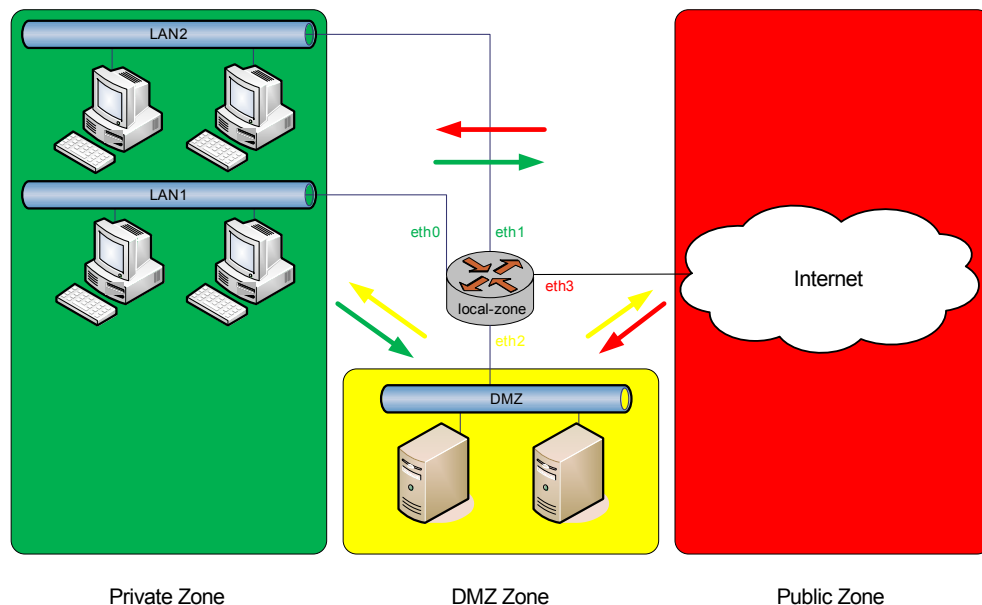 LAN2
LAN1
eth0
eth1
eth3
local-zone
eth2
Internet
DMZ
Private Zone
DMZ Zone
Public Zone